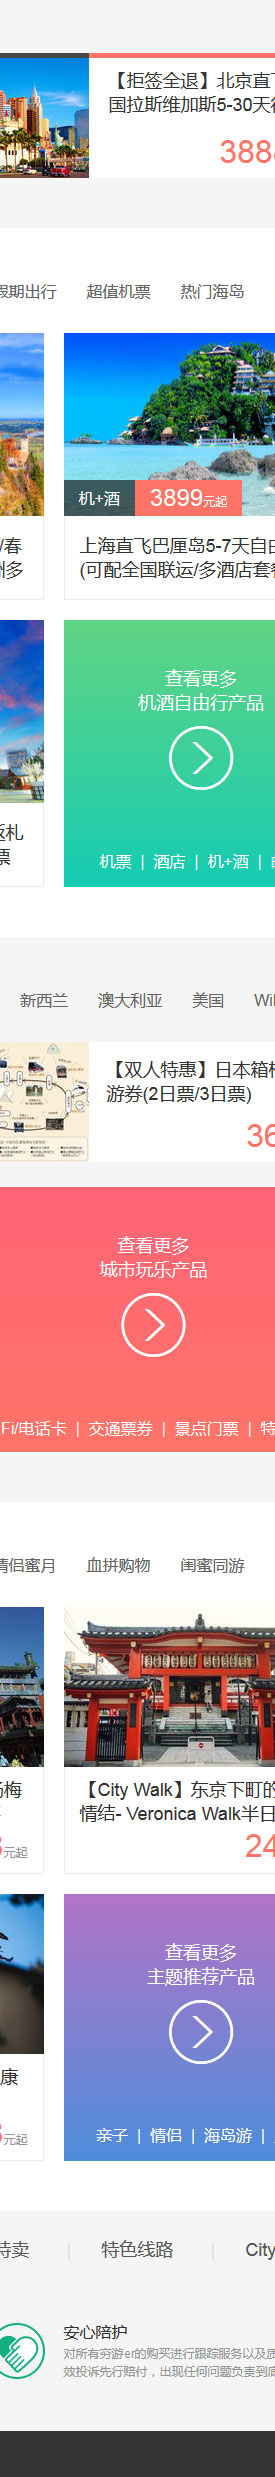 【拒签全退】北京直
国拉斯维加斯5-30天
388
假期出行 超值机票 热门海岛
机+酒 3899元起
/春 上海直飞巴厘岛5-7天自由
(可配全国联运/多酒店套
查看更多
机酒自由行产品
返札
票
机票 | 酒店 | 机+酒 |
新西兰 澳大利亚 美国 Wi
【双人特惠】日本箱
游券(2日票/3日票)
36
查看更多
城市玩乐产品
Fi/电话卡 | 交通票券 | 景点门票 | 特
情侣蜜月 血拼购物 闺蜜同游
杨梅 【City Walk】东京下町的
情结- Veronica Walk半日
元起 24
查看更多
主题推荐产品
康
元起
亲子 | 情侣 | 海岛游 |
特卖 | 特色线路 | City
安心陪护
对所有穷游er的购买进行跟踪服务以及质
效投诉先行赔付，出现任何问题负责到底